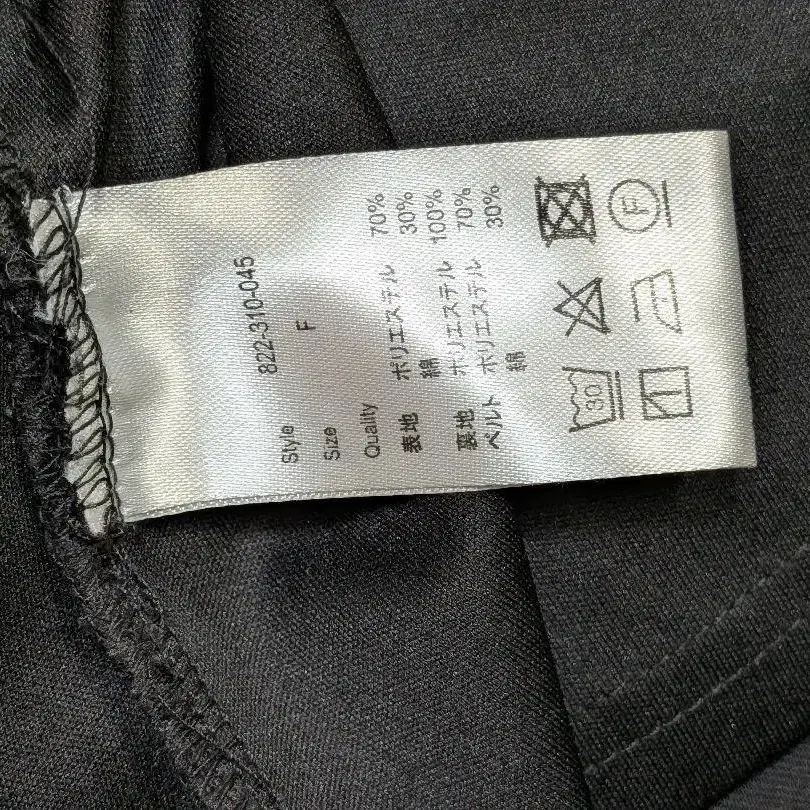 Style 822-310-045
Size F
Quality
表地 ポリエステル 70%
綿 30%
裏地 ポリエステル 100%
ベルト ポリエステル 70%
綿 30%
30
F